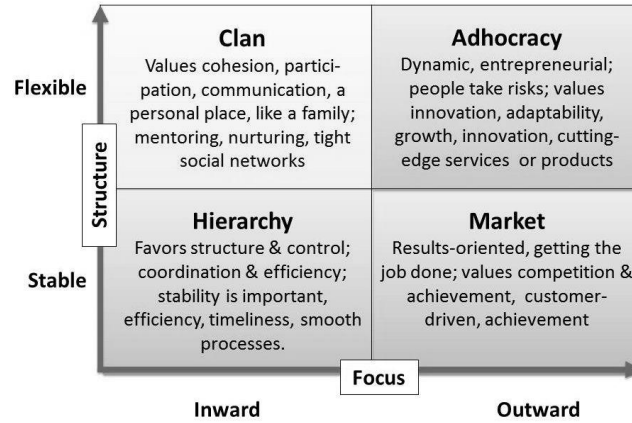 Clan
Values cohesion, partici-
pation, communication, a
personal place, like a family;
mentoring, nurturing, tight
social networks
Adhocracy
Dynamic, entrepreneurial;
people take risks; values
innovation, adaptability,
growth, innovation, cutting-
edge services or products
Flexible
Structure
Stable
Hierarchy
Favors structure & control;
coordination & efficiency;
stability is important,
efficiency, timeliness, smooth
processes.
Market
Results-oriented, getting the
job done; values competition &
achievement, customer-
driven, achievement
Focus
Inward
Outward